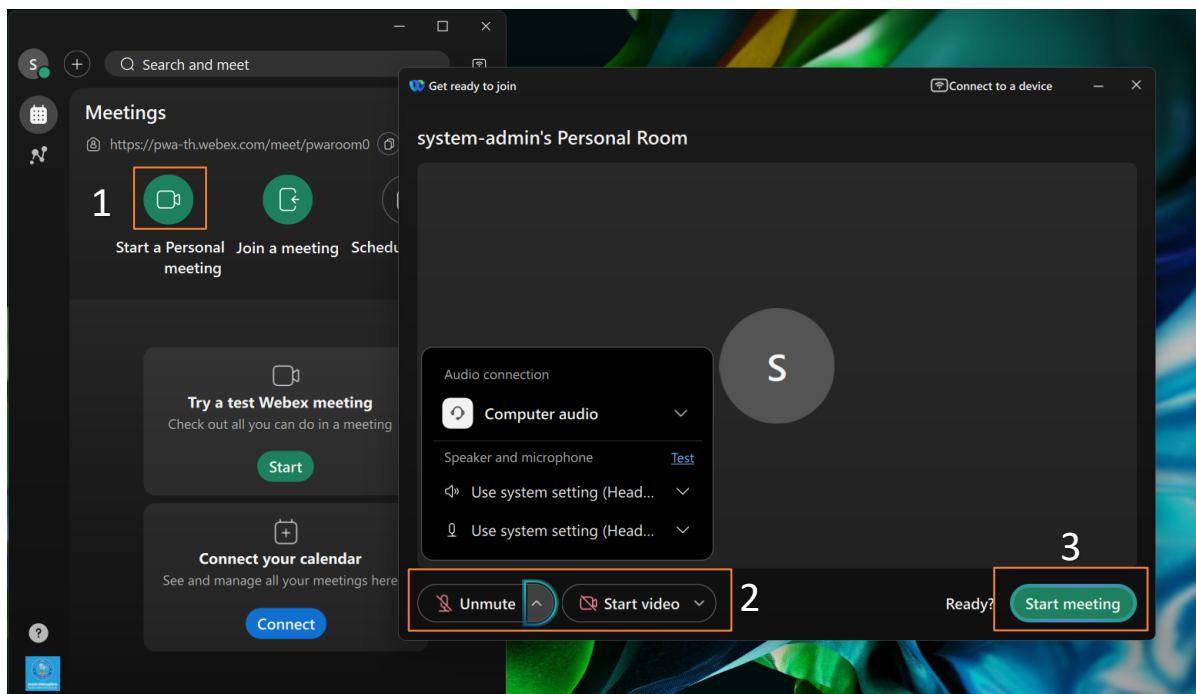 S
Search and meet
Meetings
https://pwa-th.webex.com/meet/pwaroom0
1
Start a Personal
meeting
Join a meeting
Schedu
Try a test Webex meeting
Check out all you can do in a meeting
Start
Connect your calendar
See and manage all your meetings here
Connect
?
Get ready to join
Connect to a device
system-admin's Personal Room
S
Audio connection
Computer audio
Speaker and microphone Test
Use system setting (Head...
Use system setting (Head...
Unmute
Start video
2
Ready?
3
Start meeting